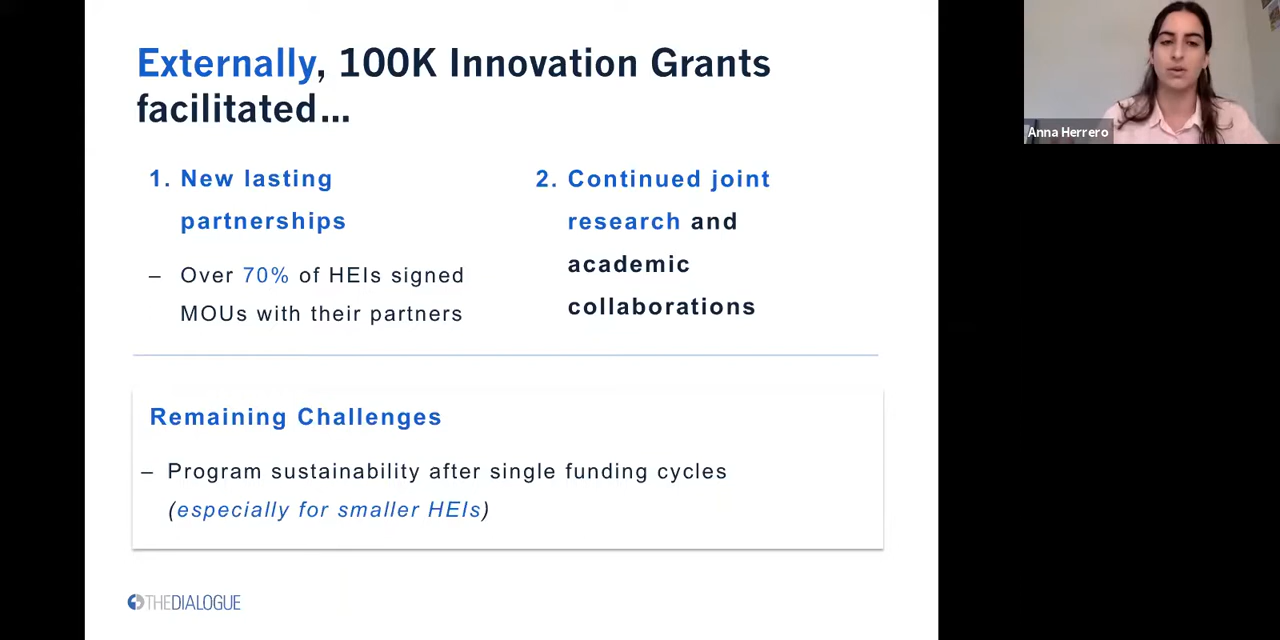 Externally, 100K Innovation Grants
facilitated...
1. New lasting
partnerships
– Over 70% of HEIs signed
MOUs with their partners
2. Continued joint
research and
academic
collaborations
Remaining Challenges
– Program sustainability after single funding cycles
(especially for smaller HEIs)
THEDIALOGUE
Anna Herrero